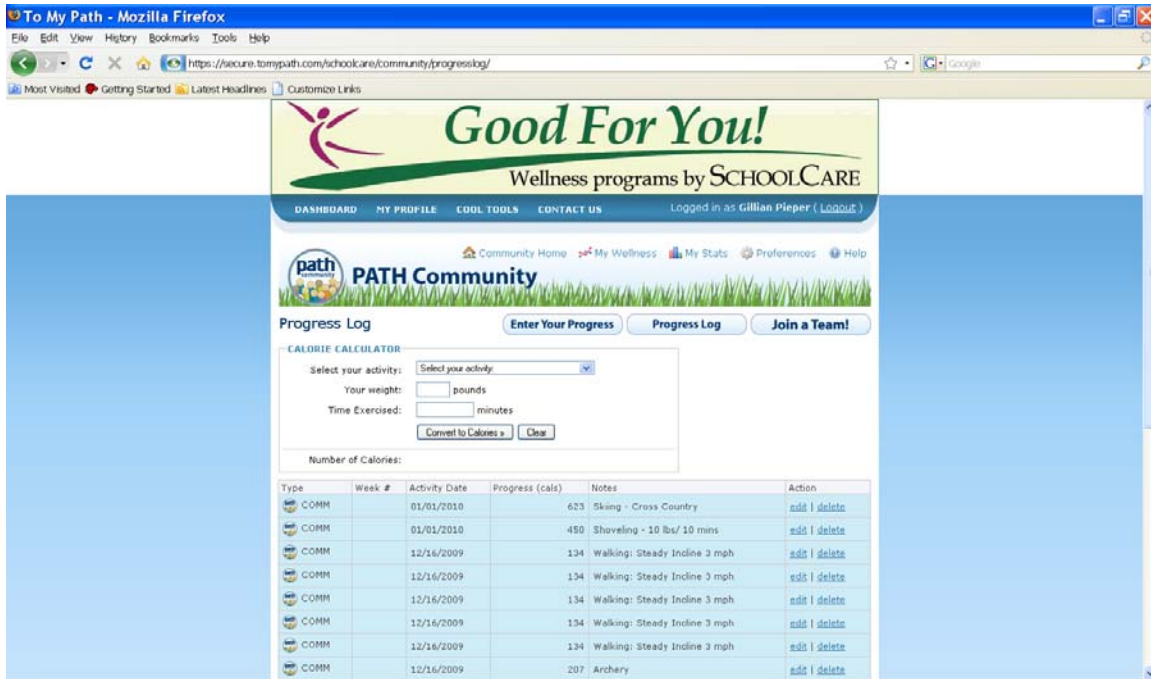 To My Path - Mozilla Firefox
File Edit View History Bookmarks Tools Help
https://secure.tomypath.com/schoolcare/community/progresslog/
Google
Most Visited Getting Started Latest Headlines Customize Links
Good For You!
Wellness programs by SCHOOLCARE
DASHBOARD MY PROFILE COOL TOOLS CONTACT US Logged in as Gillian Pieper ( Logout )
Community Home My Wellness My Stats Preferences Help
path community PATH Community
Progress Log Enter Your Progress Progress Log Join a Team!
CALORIE CALCULATOR
Select your activity: Select your activity
Your weight: pounds
Time Exercised: minutes
Convert to Calories » Clear
Number of Calories:
Type Week # Activity Date Progress (cals) Notes Action
COMM 01/01/2010 623 Skiing - Cross Country edit | delete
COMM 01/01/2010 450 Shoveling - 10 lbs/ 10 mins edit | delete
COMM 12/16/2009 134 Walking: Steady Incline 3 mph edit | delete
COMM 12/16/2009 134 Walking: Steady Incline 3 mph edit | delete
COMM 12/16/2009 134 Walking: Steady Incline 3 mph edit | delete
COMM 12/16/2009 134 Walking: Steady Incline 3 mph edit | delete
COMM 12/16/2009 134 Walking: Steady Incline 3 mph edit | delete
COMM 12/16/2009 207 Archery edit | delete